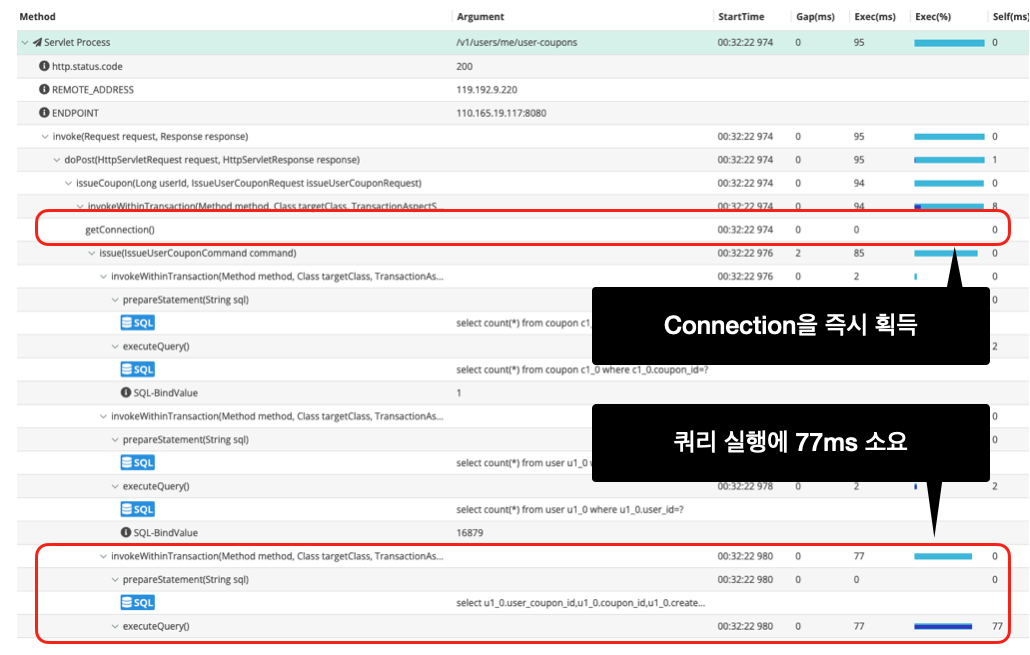 Method Argument StartTime Gap(ms) Exec(ms) Exec(%) Self(ms)
Servlet Process /v1/users/me/user-coupons 00:32:22 974 0 95 0
http.status.code 200
REMOTE_ADDRESS 119.192.9.220
ENDPOINT 110.165.19.117:8080
invoke(Request request, Response response) 00:32:22 974 0 95 0
doPost(HttpServletRequest request, HttpServletResponse response) 00:32:22 974 0 95 1
issueCoupon(Long userId, IssueUserCouponRequest issueUserCouponRequest) 00:32:22 974 0 94 0
invokeWithinTransaction(Method method, Class targetClass, TransactionAspectS... 00:32:22 974 0 94 8
getConnection() 00:32:22 974 0 0 0
issue(IssueUserCouponCommand command) 00:32:22 976 2 85 0
invokeWithinTransaction(Method method, Class targetClass, TransactionAs... 00:32:22 976 0 2 0
prepareStatement(String sql) 0
Connection을 즉시 획득
SQL select count(*) from coupon c1_
executeQuery() 2
SQL select count(*) from coupon c1_0 where c1_0.coupon_id=?
SQL-BindValue 1
invokeWithinTransaction(Method method, Class targetClass, TransactionAs... 0
prepareStatement(String sql) 0
쿼리 실행에 77ms 소요
SQL select count(*) from user u1_0
executeQuery() 00:32:22 978 0 2 2
SQL select count(*) from user u1_0 where u1_0.user_id=?
SQL-BindValue 16879
invokeWithinTransaction(Method method, Class targetClass, TransactionAs... 00:32:22 980 0 77 0
prepareStatement(String sql) 00:32:22 980 0 0 0
SQL select u1_0.user_coupon_id,u1_0.coupon_id,u1_0.create...
executeQuery() 00:32:22 980 0 77 77